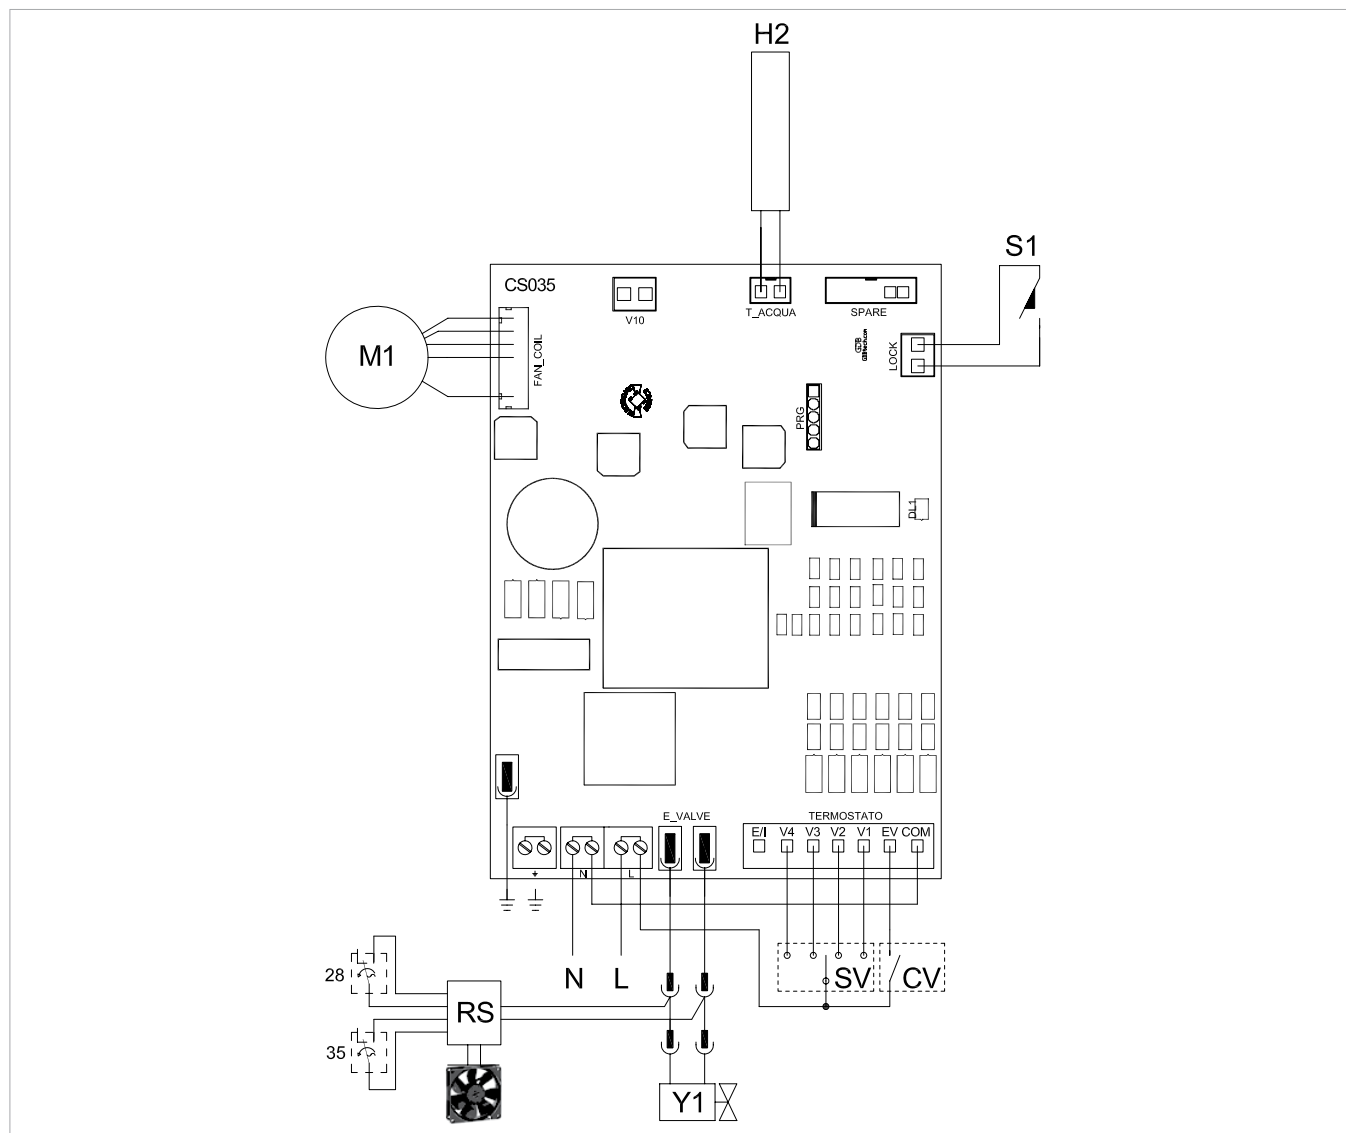 H2
S1
CS035
V10
T_ACQUA
SPARE
M1
FAN_COIL
LOCK
PRG
DL1
E_VALVE
TERMOSTATO
E/I V4 V3 V2 V1 EV COM
N L
28
N L SV CV
RS
35
Y1